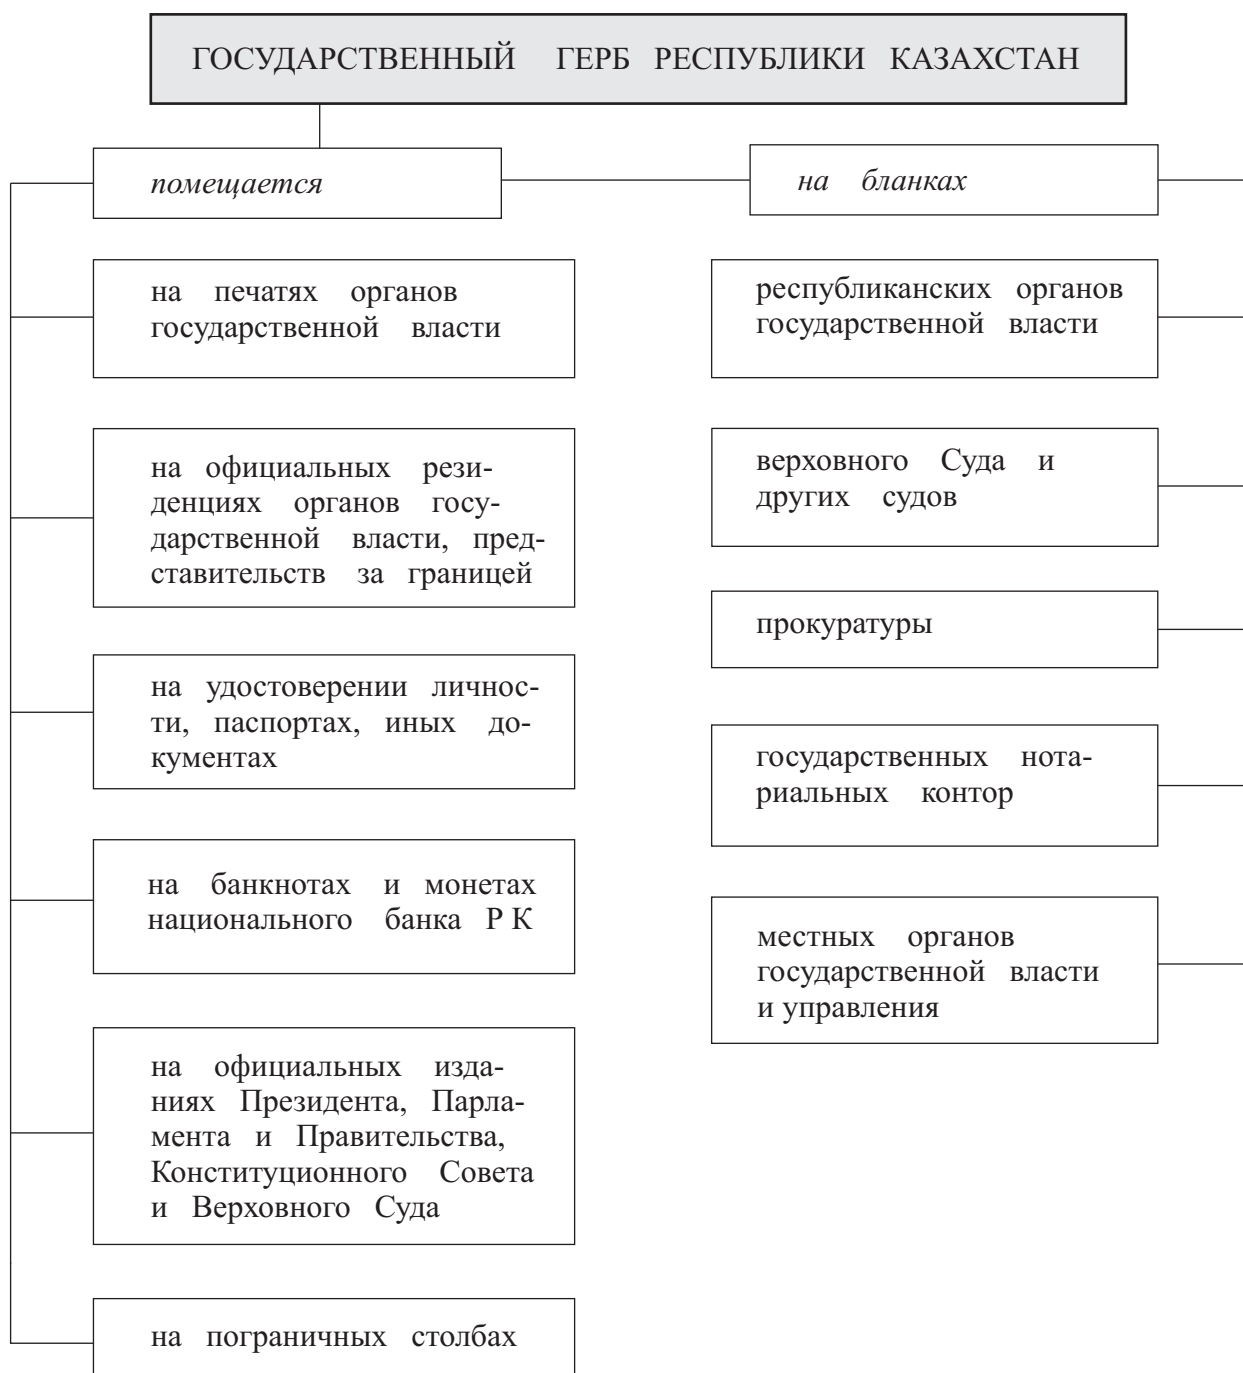 ГОСУДАРСТВЕННЫЙ ГЕРБ РЕСПУБЛИКИ КАЗАХСТАН
помещается
на печатях органов
государственной власти
на официальных рези-
денциях органов госу-
дарственной власти, пред-
ставительств за границей
на удостоверении личнос-
ти, паспортах, иных до-
кументах
на банкнотах и монетах
национального банка Р К
на официальных изда-
ниях Президента, Парла-
мента и Правительства,
Конституционного Совета
и Верховного Суда
на пограничных столбах
на бланках
республиканских органов
государственной власти
верховного Суда и
других судов
прокуратуры
государственных нота-
риальных контор
местных органов
государственной власти
и управления